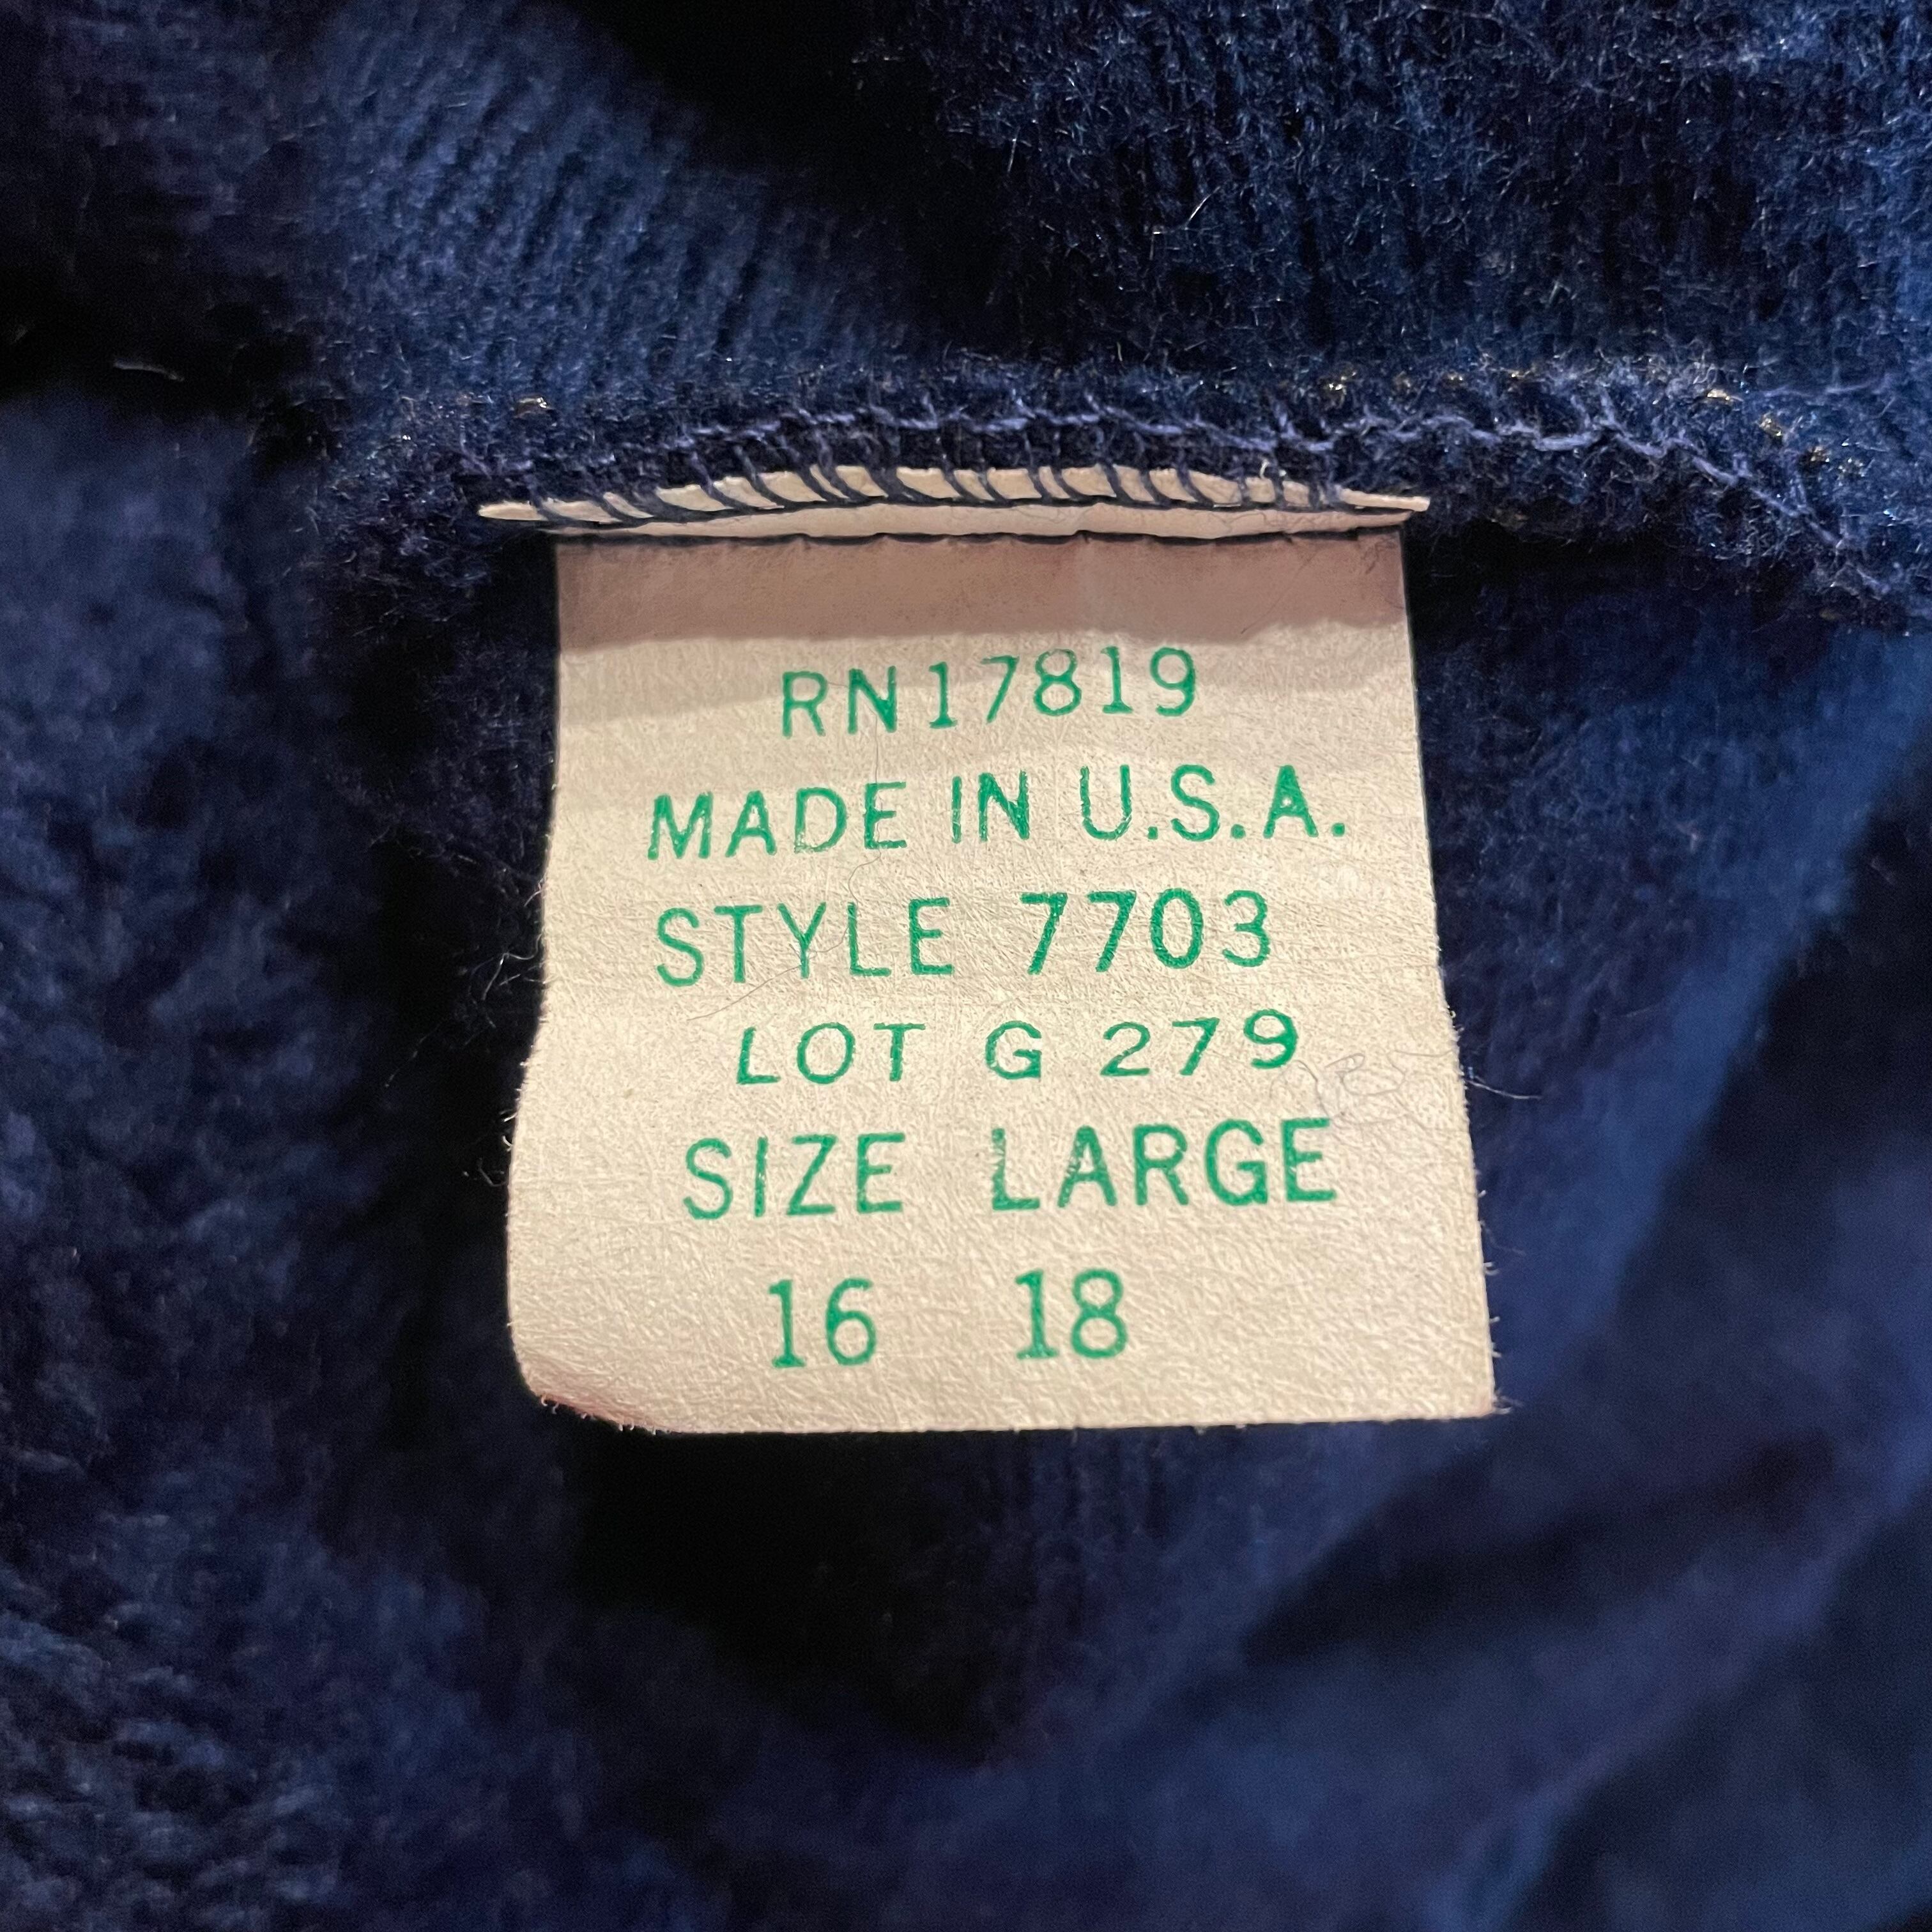 RN17819
MADE IN U.S.A.
STYLE 7703
LOT G 279
SIZE LARGE
16 18